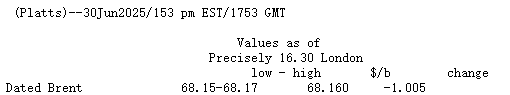 (Platts)--30Jun2025/153 pm EST/1753 GMT
Values as of
Precisely 16.30 London
low - high $/b change
Dated Brent 68.15-68.17 68.160 -1.005